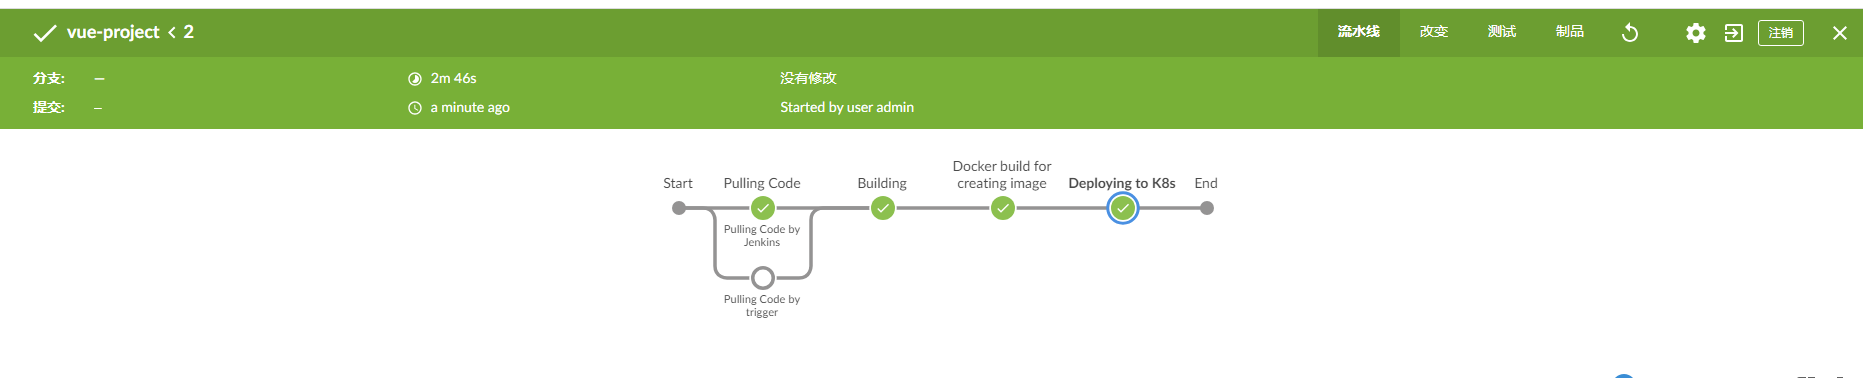 vue-project < 2
流水线 改变 测试 制品 注销
分支: — 2m 46s 没有修改
提交: – a minute ago Started by user admin
Start Pulling Code Building Docker build for creating image Deploying to K8s End
Pulling Code by
Jenkins
Pulling Code by
trigger